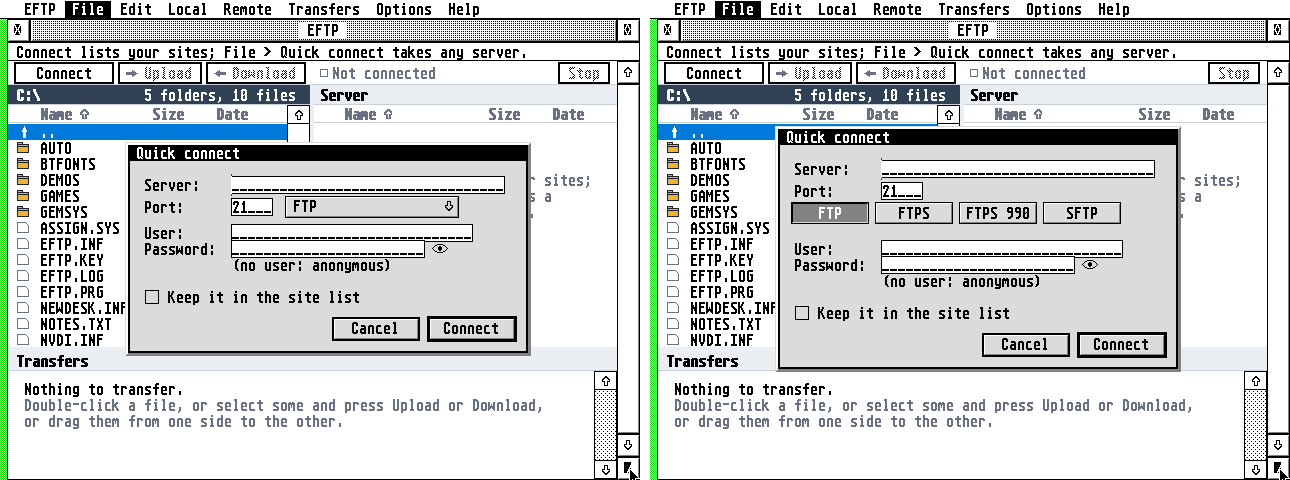 EFTP File Edit Local Remote Transfers Options Help
EFTP
Connect lists your sites; File > Quick connect takes any server.
Connect → Upload ← Download Not connected Stop
C:\ 5 folders, 10 files Server
Name Size Date Name Size Date
..
AUTO
BTFONTS
DEMOS
GAMES
GEMSYS
ASSIGN.SYS
EFTP.INF
EFTP.KEY
EFTP.LOG
EFTP.PRG
NEWDESK.INF
NOTES.TXT
NVDI.INF
r sites;
s a
.
Quick connect
Server:
Port: 21 FTP
User:
Password:
(no user: anonymous)
Keep it in the site list
Cancel Connect
Transfers
Nothing to transfer.
Double-click a file, or select some and press Upload or Download,
or drag them from one side to the other.
EFTP File Edit Local Remote Transfers Options Help
EFTP
Connect lists your sites; File > Quick connect takes any server.
Connect → Upload ← Download Not connected Stop
C:\ 5 folders, 10 files Server
Name Size Date Name Size Date
..
AUTO
BTFONTS
DEMOS
GAMES
GEMSYS
ASSIGN.SYS
EFTP.INF
EFTP.KEY
EFTP.LOG
EFTP.PRG
NEWDESK.INF
NOTES.TXT
NVDI.INF
r sites;
s a
.
Quick connect
Server:
Port: 21
FTP FTPS FTPS 990 SFTP
User:
Password:
(no user: anonymous)
Keep it in the site list
Cancel Connect
Transfers
Nothing to transfer.
Double-click a file, or select some and press Upload or Download,
or drag them from one side to the other.